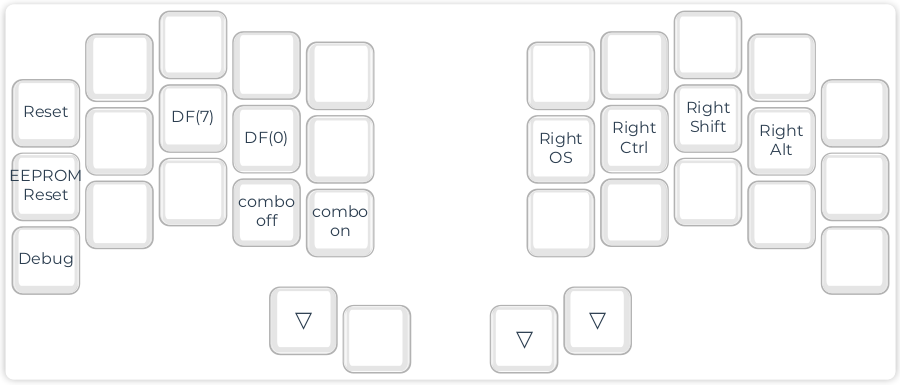 Reset
DF(7)
DF(0)
EEPROM
Reset
combo
off
combo
on
Debug
Right
OS
Right
Ctrl
Right
Shift
Right
Alt
▽
▽
▽